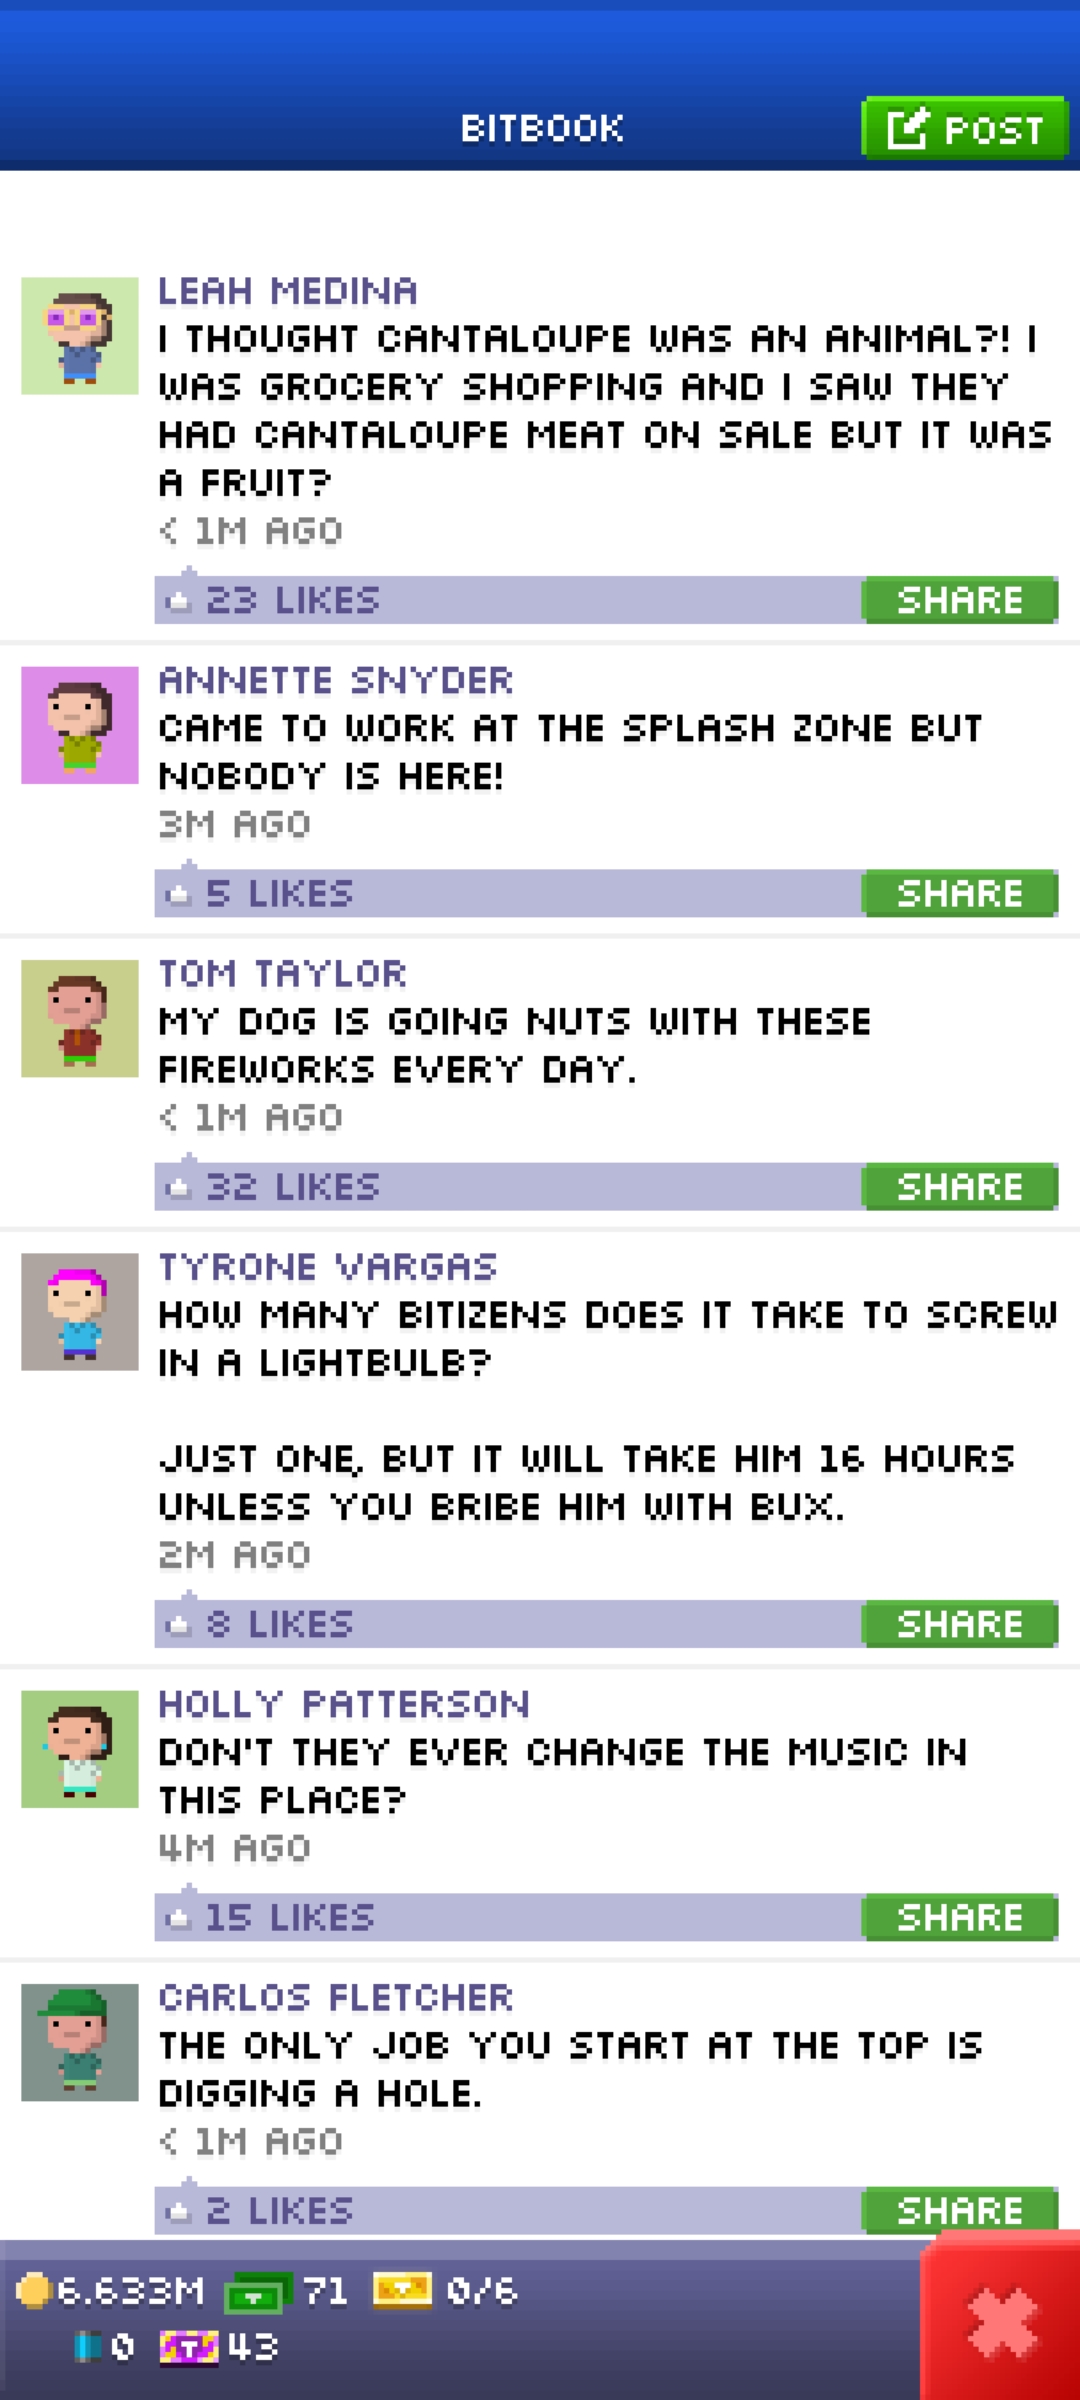 BITBOOK
POST
LEAH MEDINA
I THOUGHT CANTALOUPE WAS AN ANIMAL?! I
WAS GROCERY SHOPPING AND I SAW THEY
HAD CANTALOUPE MEAT ON SALE BUT IT WAS
A FRUIT?
< 1M AGO
23 LIKES
SHARE
ANNETTE SNYDER
CAME TO WORK AT THE SPLASH ZONE BUT
NOBODY IS HERE!
3M AGO
5 LIKES
SHARE
TOM TAYLOR
MY DOG IS GOING NUTS WITH THESE
FIREWORKS EVERY DAY.
< 1M AGO
32 LIKES
SHARE
TYRONE VARGAS
HOW MANY BITIZENS DOES IT TAKE TO SCREW
IN A LIGHTBULB?
JUST ONE, BUT IT WILL TAKE HIM 16 HOURS
UNLESS YOU BRIBE HIM WITH BUX.
2M AGO
8 LIKES
SHARE
HOLLY PATTERSON
DON'T THEY EVER CHANGE THE MUSIC IN
THIS PLACE?
4M AGO
15 LIKES
SHARE
CARLOS FLETCHER
THE ONLY JOB YOU START AT THE TOP IS
DIGGING A HOLE.
< 1M AGO
2 LIKES
SHARE
6.633M 71 0/6
0 T 43